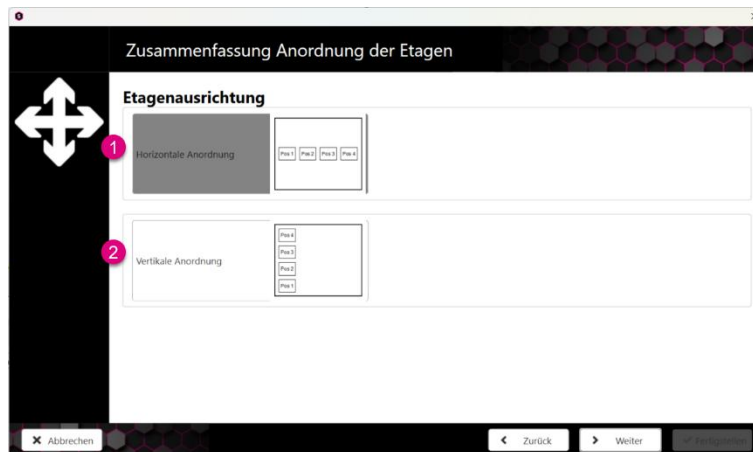 Zusammenfassung Anordnung der Etagen
Etagenausrichtung
1
Horizontale Anordnung
Pos 1 Pos 2 Pos 3 Pos 4
2
Vertikale Anordnung
Pos 4
Pos 3
Pos 2
Pos 1
Abbrechen
Zurück
Weiter
Fertigstellen